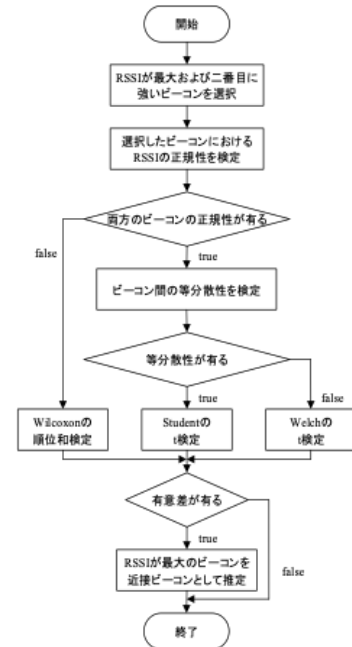 開始
RSSIが最大および二番目に
強いビーコンを選択
選択したビーコンにおける
RSSIの正規性を検定
両方のビーコンの正規性が有る
false
true
ビーコン間の等分散性を検定
等分散性が有る
true
false
Wilcoxonの
順位和検定
Studentの
t検定
Welchの
t検定
有意差が有る
true
RSSIが最大のビーコンを
近接ビーコンとして推定
false
終了